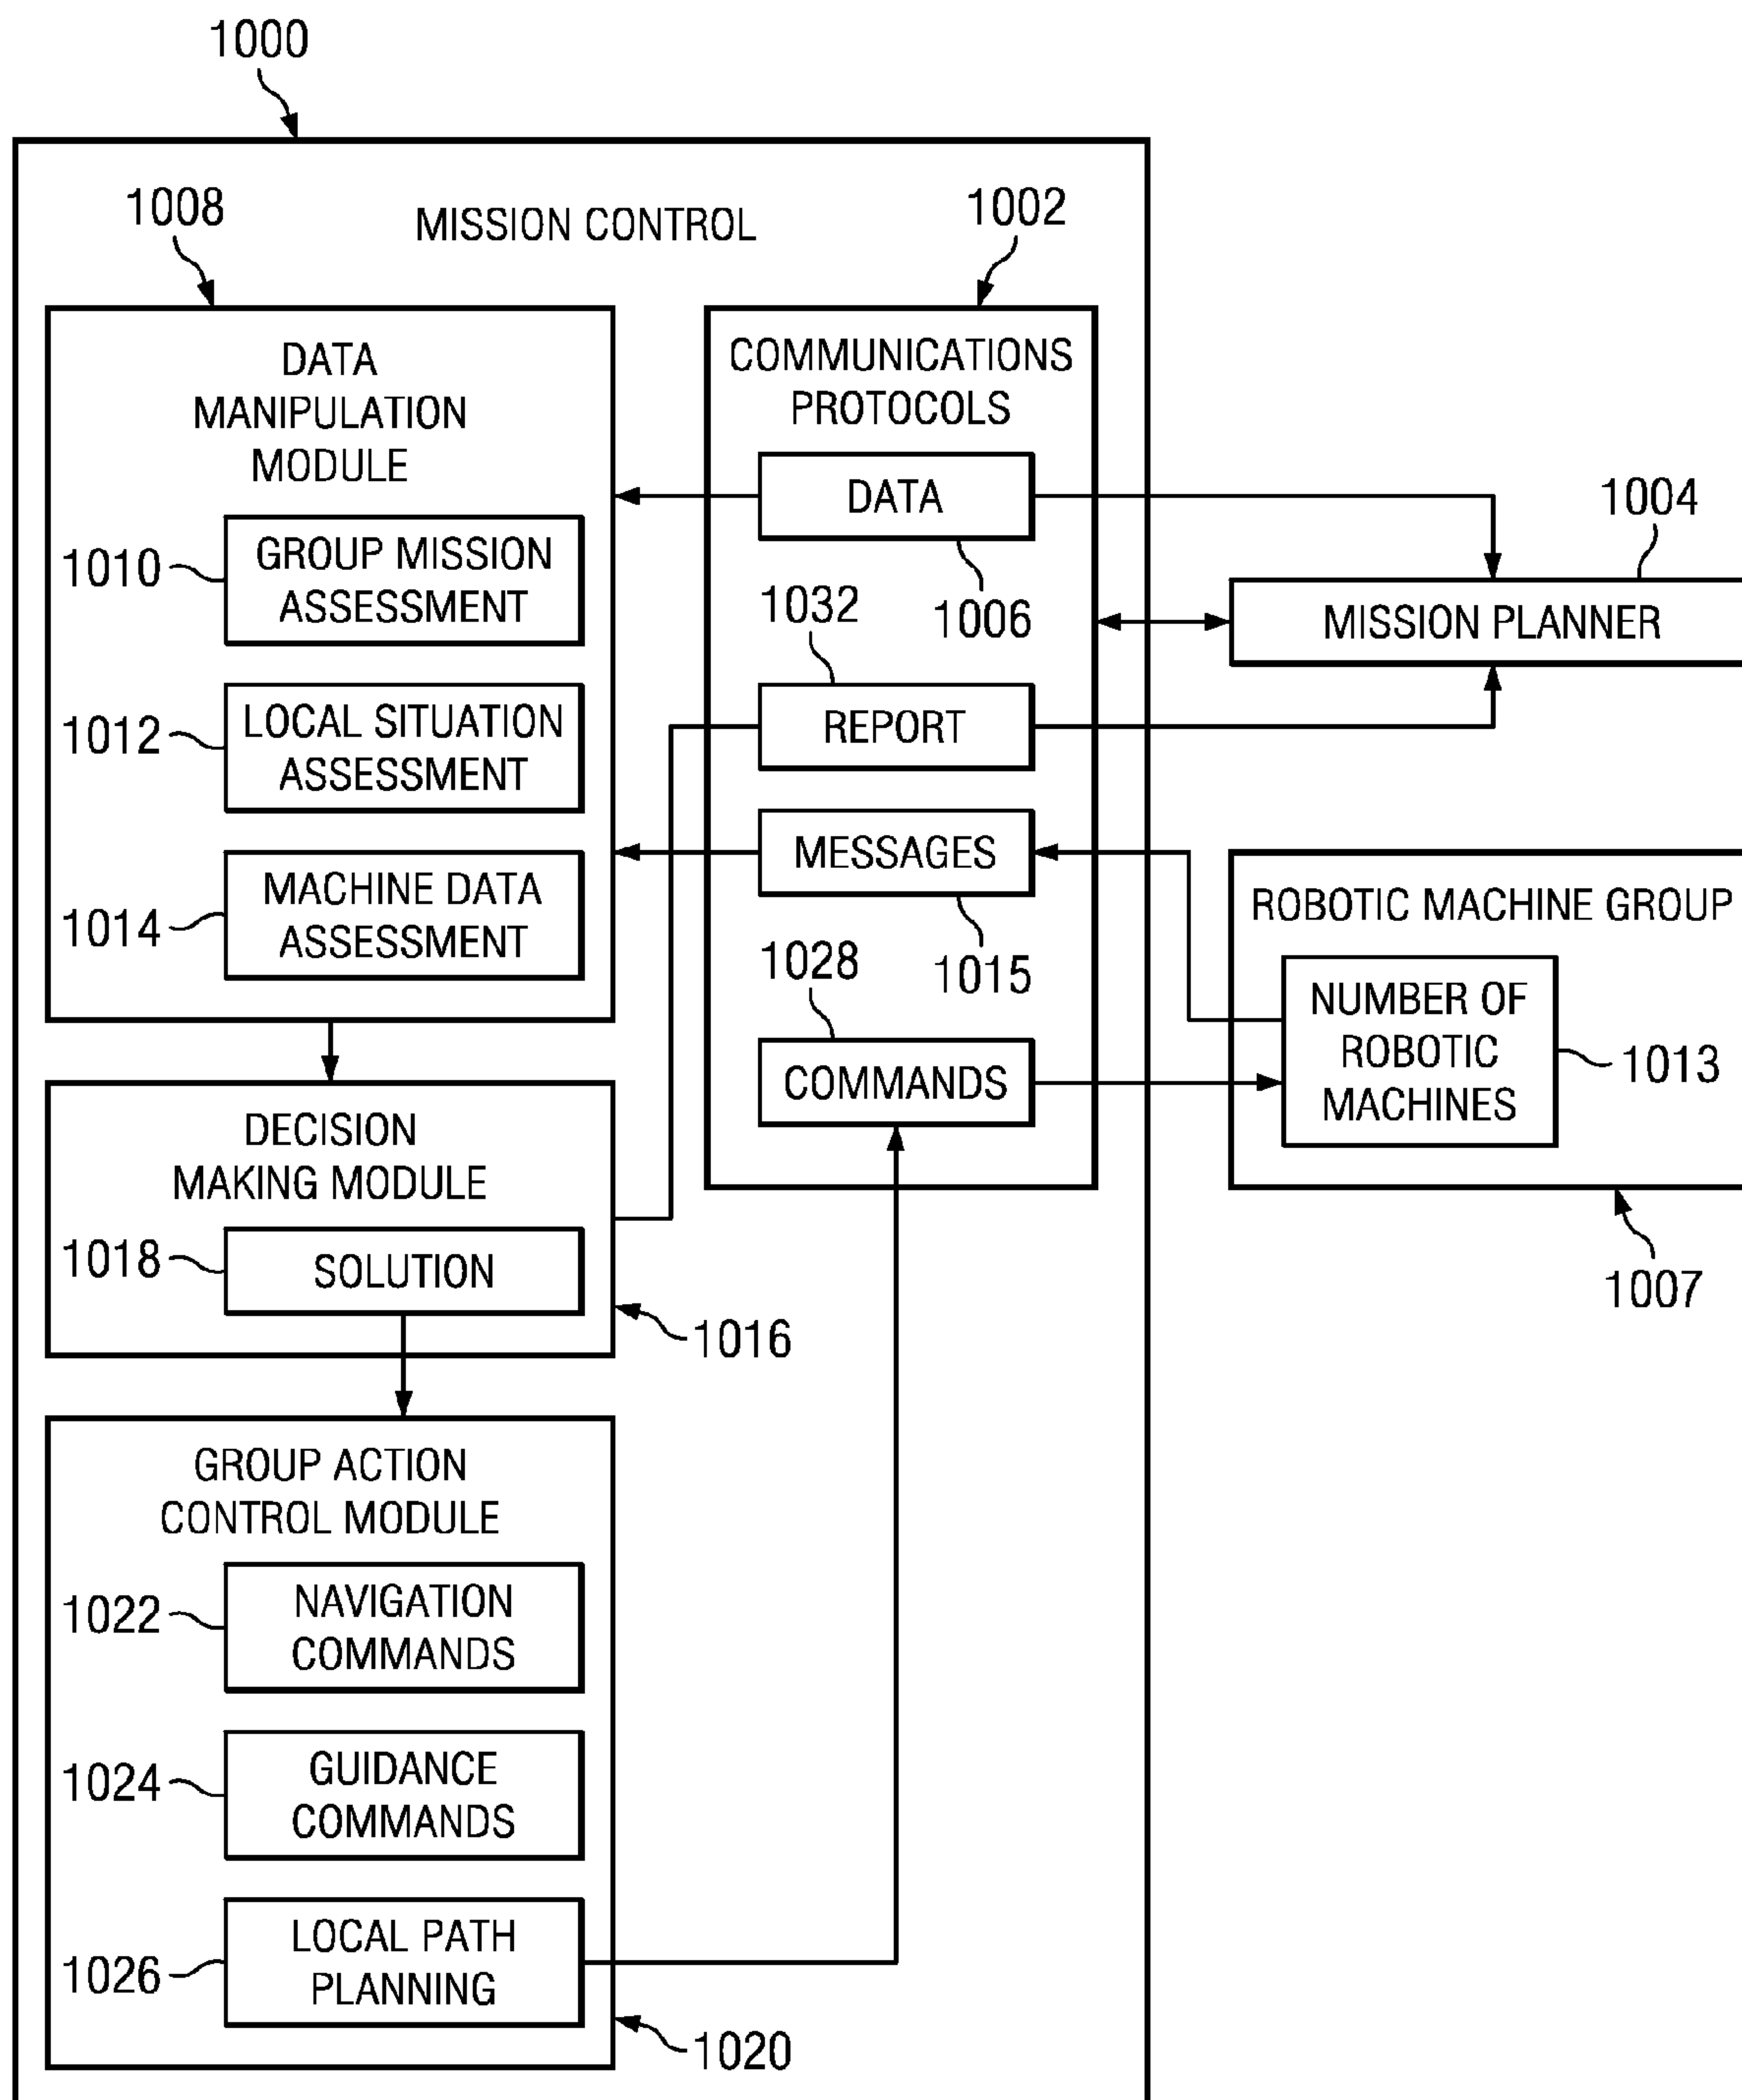 1000
MISSION CONTROL
1008
1002
DATA
MANIPULATION
MODULE
1010
GROUP MISSION
ASSESSMENT
1012
LOCAL SITUATION
ASSESSMENT
1014
MACHINE DATA
ASSESSMENT
COMMUNICATIONS
PROTOCOLS
DATA
1006
1032
REPORT
MESSAGES
1015
1028
COMMANDS
1004
MISSION PLANNER
ROBOTIC MACHINE GROUP
NUMBER OF
ROBOTIC
MACHINES
1013
1007
DECISION
MAKING MODULE
1018
SOLUTION
1016
GROUP ACTION
CONTROL MODULE
1022
NAVIGATION
COMMANDS
1024
GUIDANCE
COMMANDS
1026
LOCAL PATH
PLANNING
1020